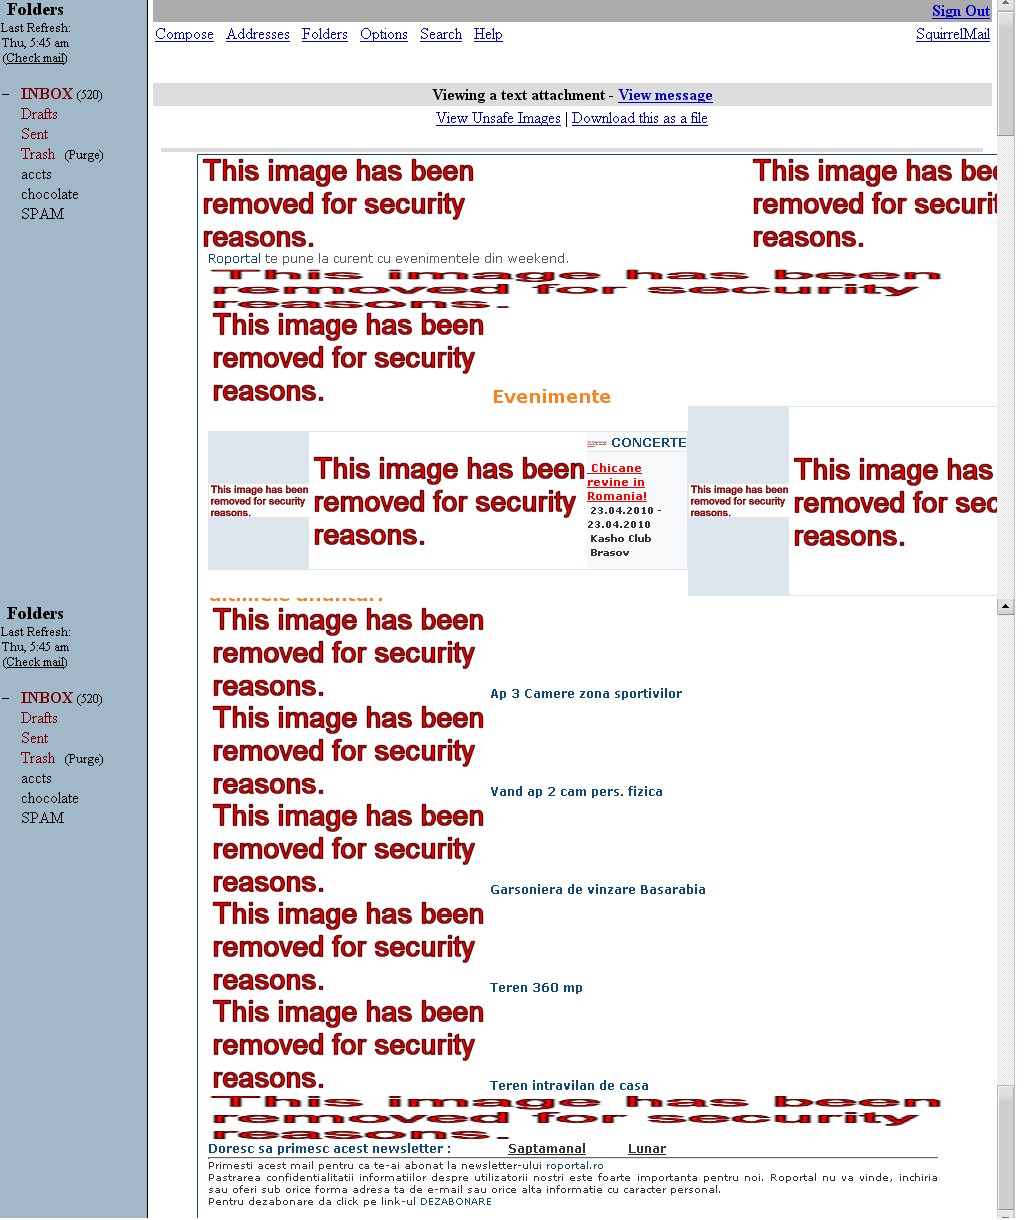 Folders
Last Refresh:
Thu, 5:45 am
(Check mail)
– INBOX (520)
Drafts
Sent
Trash (Purge)
accts
chocolate
SPAM
Sign Out
Compose Addresses Folders Options Search Help SquirrelMail
Viewing a text attachment - View message
View Unsafe Images | Download this as a file
This image has been
removed for security
reasons.
This image has bee
removed for securit
reasons.
Roportal te pune la curent cu evenimentele din weekend.
This image has been
removed for security
reasons.
This image has been
removed for security
reasons.
Evenimente
This image has been
removed for security
reasons.
This image has been
removed for security
reasons.
CONCERTE
Chicane
revine in
Romania!
23.04.2010 -
23.04.2010
Kasho Club
Brasov
This image has been
removed for security
reasons.
This image has
removed for sec
reasons.
Folders
Last Refresh:
Thu, 5:45 am
(Check mail)
– INBOX (520)
Drafts
Sent
Trash (Purge)
accts
chocolate
SPAM
This image has been
removed for security
reasons.
Ap 3 Camere zona sportivilor
This image has been
removed for security
reasons.
Vand ap 2 cam pers. fizica
This image has been
removed for security
reasons.
Garsoniera de vinzare Basarabia
This image has been
removed for security
reasons.
Teren 360 mp
This image has been
removed for security
reasons.
Teren intravilan de casa
This image has been
removed for security
reasons.
Doresc sa primesc acest newsletter : Saptamanal Lunar
Primesti acest mail pentru ca te-ai abonat la newsletter-ului roportal.ro
Pastrarea confidentialitatii informatiilor despre utilizatorii nostri este foarte importanta pentru noi. Roportal nu va vinde, inchiria
sau oferi sub orice forma adresa ta de e-mail sau orice alta informatie cu caracter personal.
Pentru dezabonare da click pe link-ul DEZABONARE